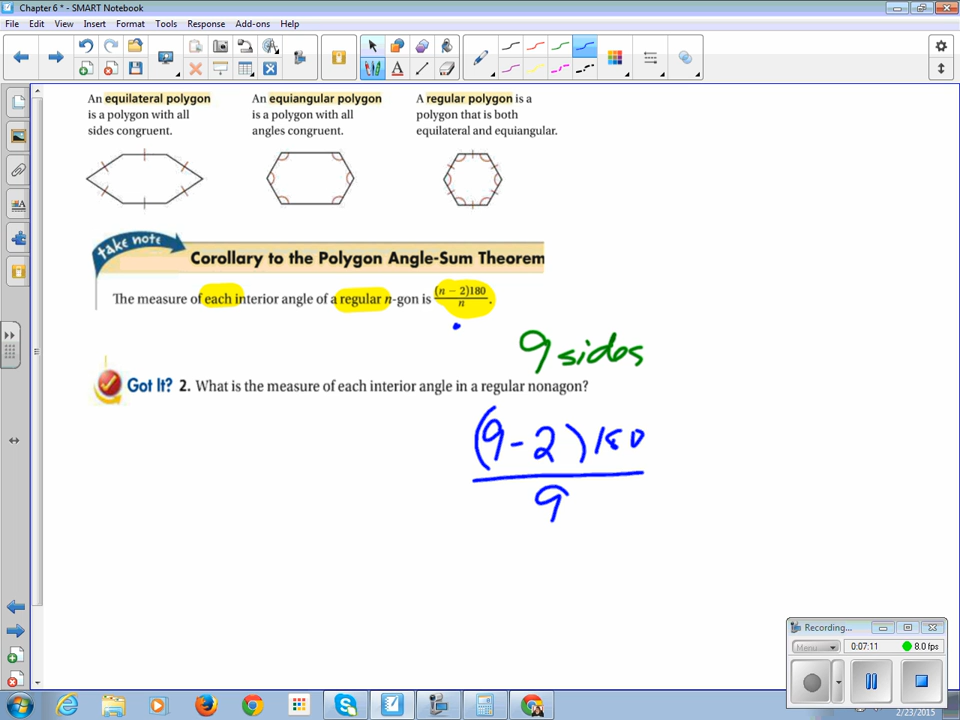 Chapter 6 * - SMART Notebook
File Edit View Insert Format Tools Response Add-ons Help
An equilateral polygon
is a polygon with all
sides congruent.
An equiangular polygon
is a polygon with all
angles congruent.
A regular polygon is a
polygon that is both
equilateral and equiangular.
take note
Corollary to the Polygon Angle-Sum Theorem
The measure of each interior angle of a regular n-gon is (n − 2)180
n .
9 sides
Got It? 2. What is the measure of each interior angle in a regular nonagon?
(9-2)180
9
Recording...
Menu
0:07:11
8.0 fps
2/23/2015